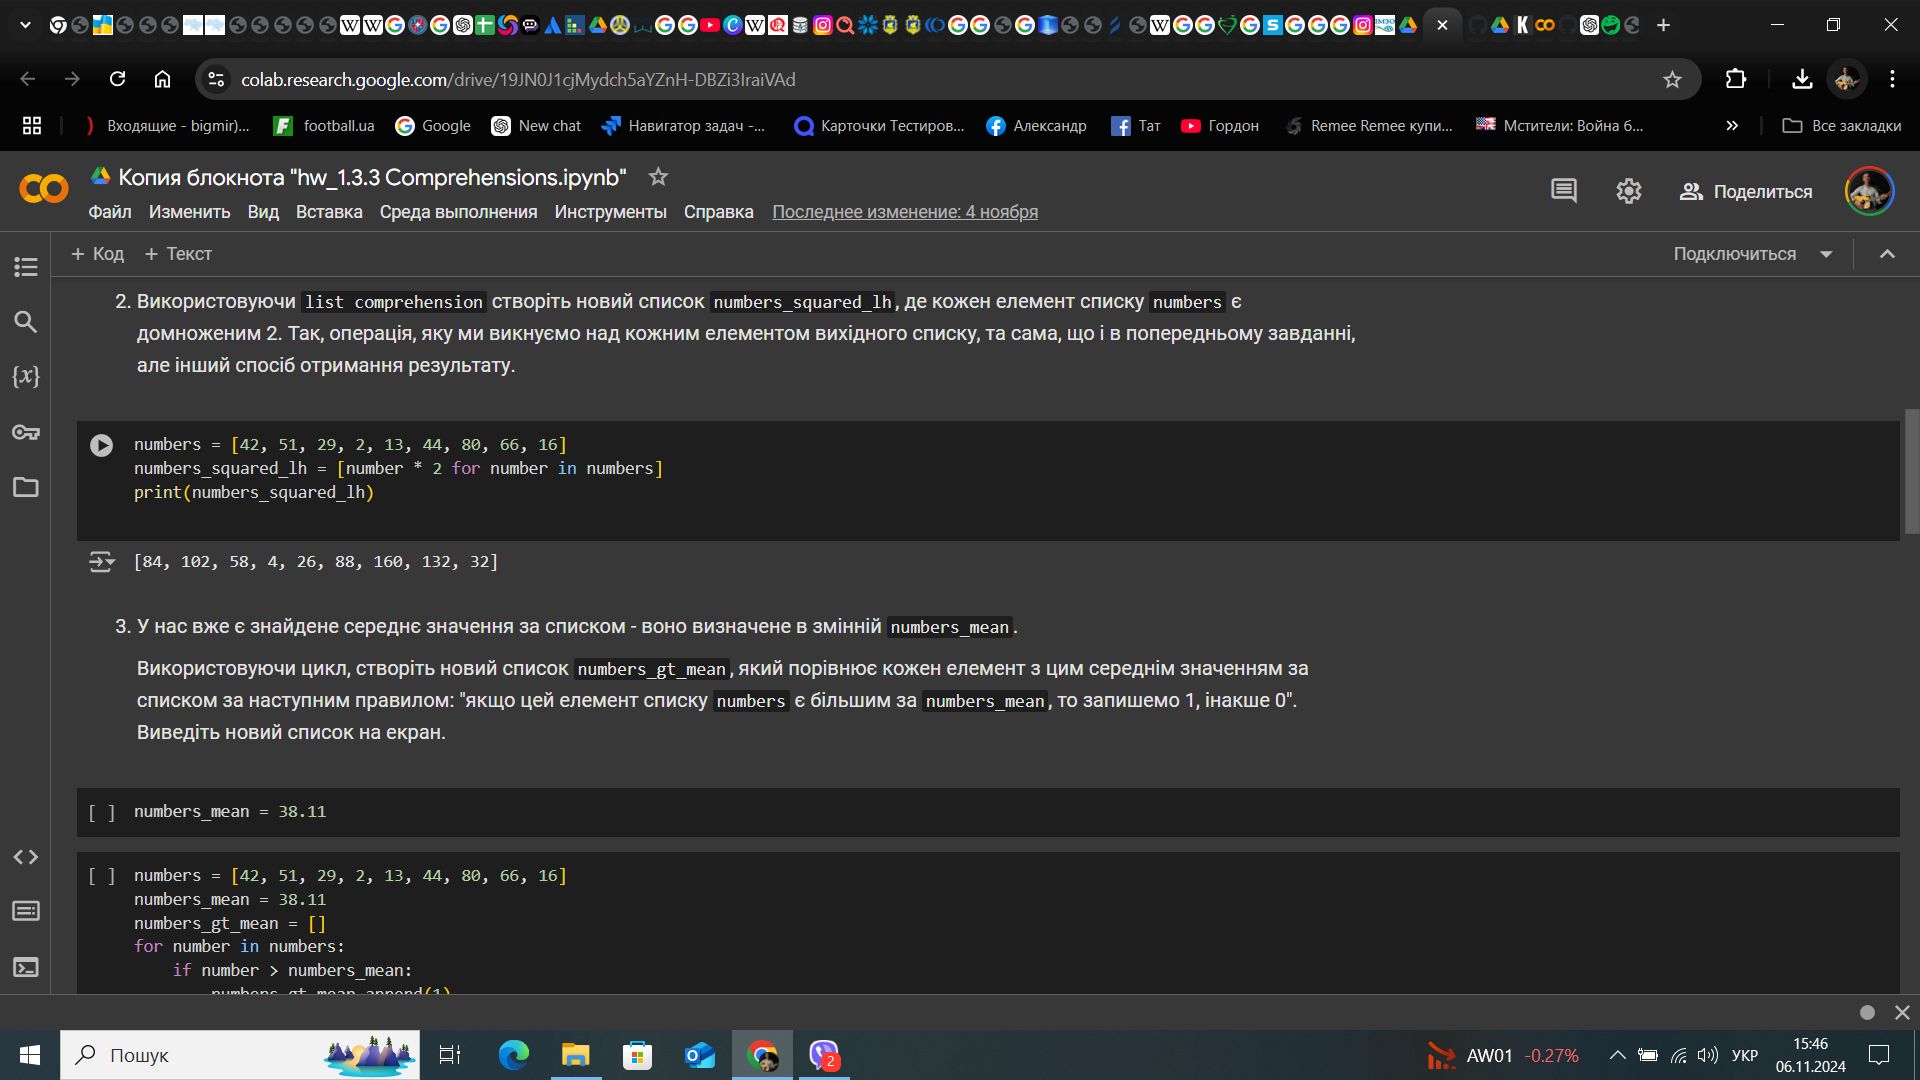 colab.research.google.com/drive/19JN0J1cjMydch5aYZnH-DBZi3IraiVAd
Входящие - bigmir)...
football.ua
Google
New chat
Навигатор задач -...
Карточки Тестиров...
Александр
Тат
Гордон
Remee Remee купи...
Мстители: Война б...
Все закладки
Копия блокнота "hw_1.3.3 Comprehensions.ipynb"
Файл Изменить Вид Вставка Среда выполнения Инструменты Справка Последнее изменение: 4 ноября
Поделиться
+ Код + Текст
Подключиться
2. Використовуючи list comprehension створіть новий список numbers_squared_lh, де кожен елемент списку numbers є
домноженим 2. Так, операція, яку ми викнуємо над кожним елементом вихідного списку, та сама, що і в попередньому завданні,
але інший спосіб отримання результату.
numbers = [42, 51, 29, 2, 13, 44, 80, 66, 16]
numbers_squared_lh = [number * 2 for number in numbers]
print(numbers_squared_lh)
[84, 102, 58, 4, 26, 88, 160, 132, 32]
3. У нас вже є знайдене середнє значення за списком - воно визначене в змінній numbers_mean.
Використовуючи цикл, створіть новий список numbers_gt_mean, який порівнює кожен елемент з цим середнім значенням за
списком за наступним правилом: "якщо цей елемент списку numbers є більшим за numbers_mean, то запишемо 1, інакше 0".
Виведіть новий список на екран.
[ ] numbers_mean = 38.11
[ ] numbers = [42, 51, 29, 2, 13, 44, 80, 66, 16]
numbers_mean = 38.11
numbers_gt_mean = []
for number in numbers:
if number > numbers_mean:
numbers_gt_mean.append(1)
Пошук
2
AW01 -0.27%
УКР
15:46
06.11.2024